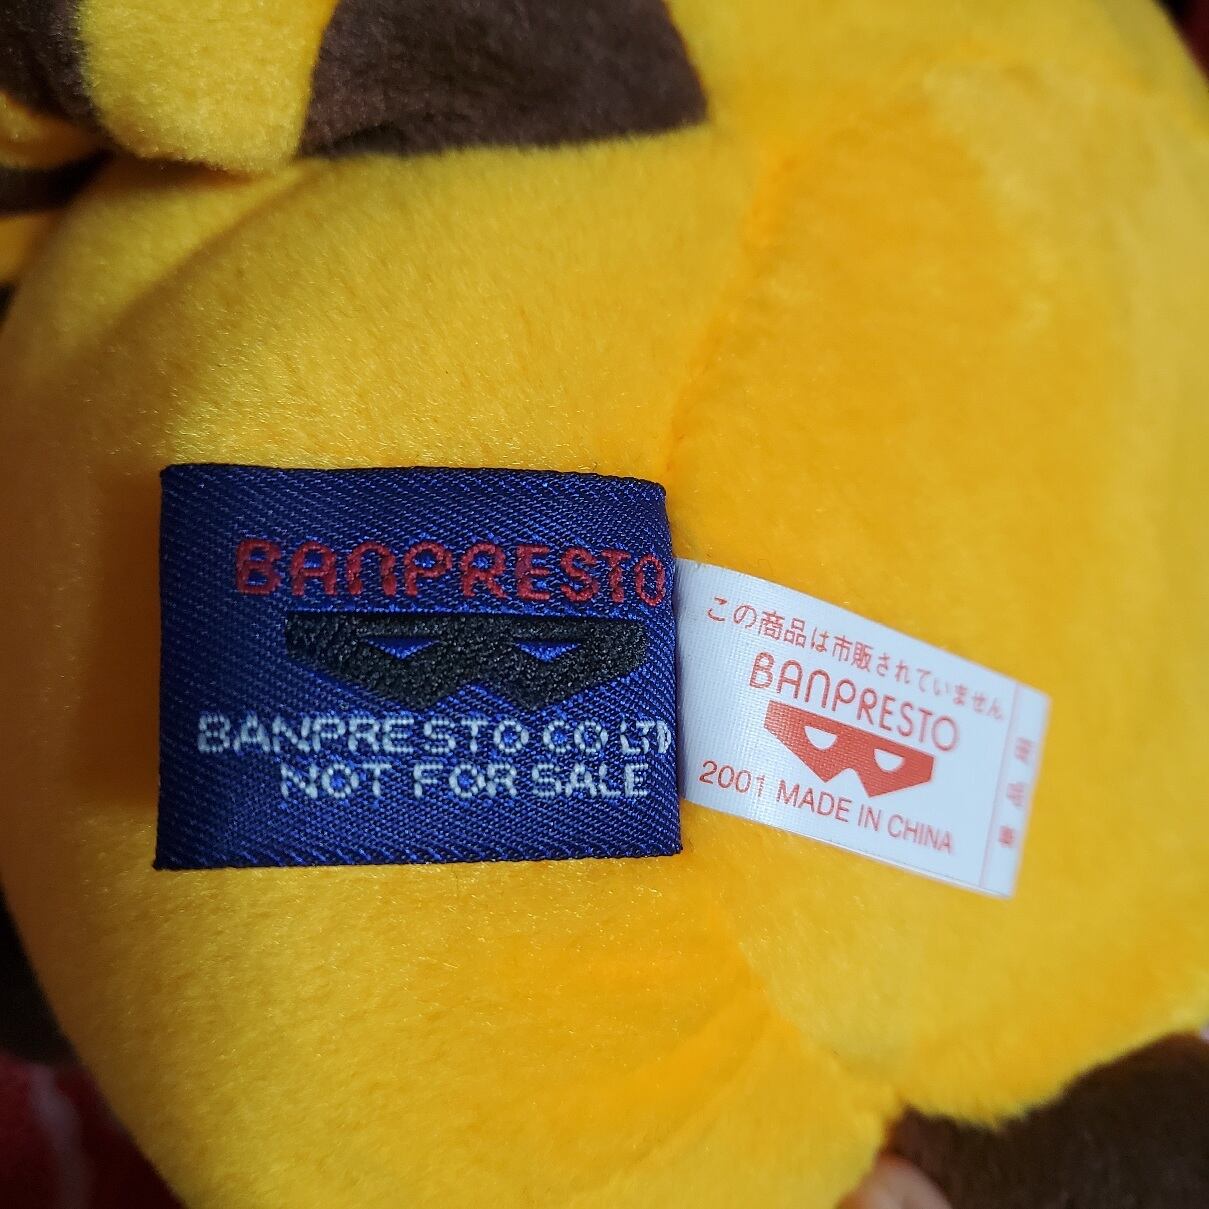 BANPRESTO
BANPRESTO CO LTD
NOT FOR SALE
この商品は市販されていません
BANPRESTO
2001 MADE IN CHINA